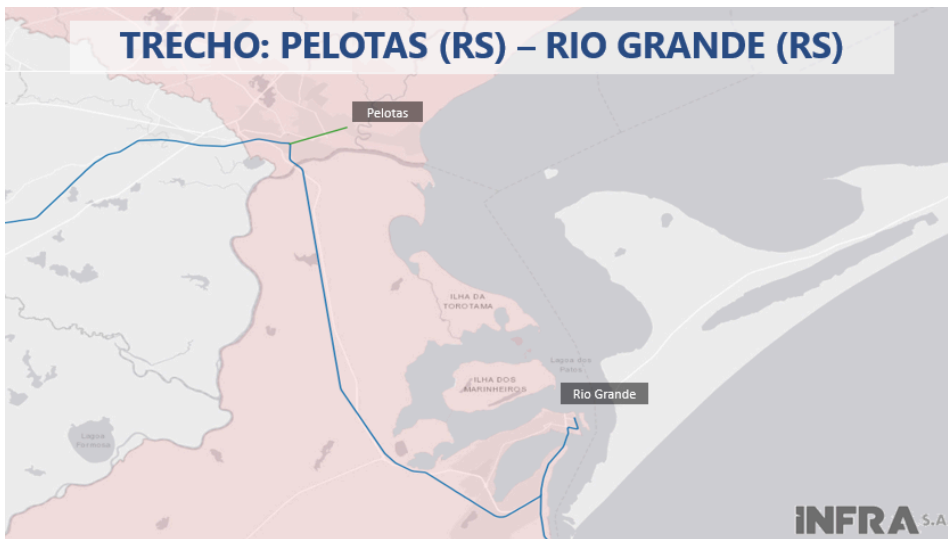 TRECHO: PELOTAS (RS) – RIO GRANDE (RS)
Pelotas
ILHA DA
TOROTAMA
Lagoa dos
Patos
ILHA DOS
MARINHEIROS
Rio Grande
Lagoa
Formosa
INFRA S.A